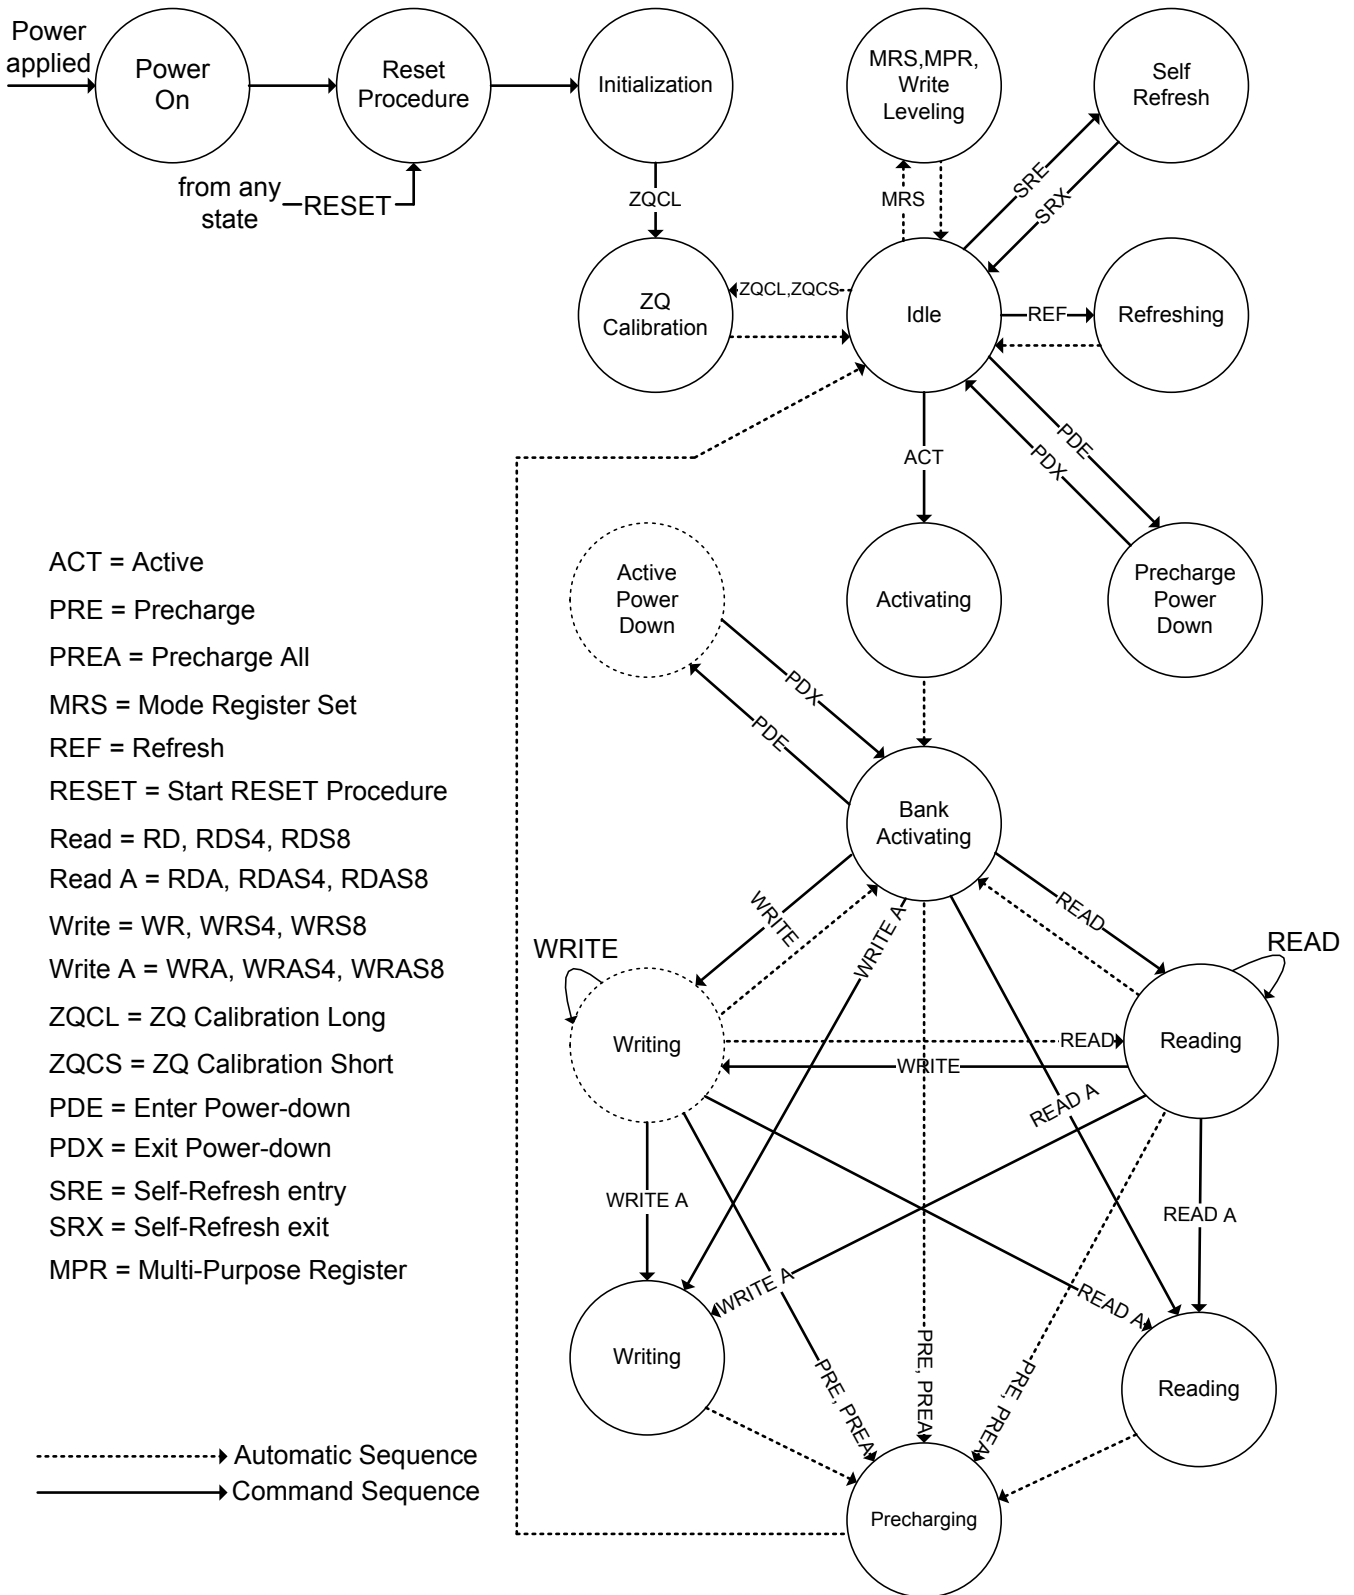 Power
applied
Power
On
Reset
Procedure
Initialization
MRS,MPR,
Write
Leveling
Self
Refresh
from any
state
RESET
ZQCL
MRS
SRE
SRX
ZQ
Calibration
ZQCL,ZQCS
Idle
REF
Refreshing
ACT
PDE
PDX
Active
Power
Down
Activating
Precharge
Power
Down
PDX
PDE
Bank
Activating
WRITE
WRITE A
READ
WRITE
READ
Writing
READ
Reading
WRITE
READ A
WRITE A
READ A
WRITE A
READ A
Writing
PRE, PREA
PRE, PREA
PRE, PREA
Reading
Precharging
ACT = Active
PRE = Precharge
PREA = Precharge All
MRS = Mode Register Set
REF = Refresh
RESET = Start RESET Procedure
Read = RD, RDS4, RDS8
Read A = RDA, RDAS4, RDAS8
Write = WR, WRS4, WRS8
Write A = WRA, WRAS4, WRAS8
ZQCL = ZQ Calibration Long
ZQCS = ZQ Calibration Short
PDE = Enter Power-down
PDX = Exit Power-down
SRE = Self-Refresh entry
SRX = Self-Refresh exit
MPR = Multi-Purpose Register
Automatic Sequence
Command Sequence